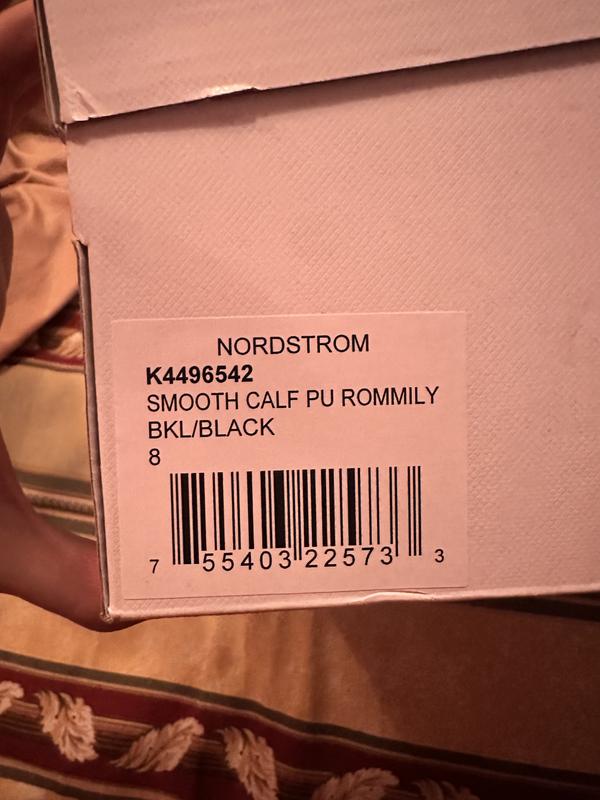 NORDSTROM
K4496542
SMOOTH CALF PU ROMMILY
BKL/BLACK
8
7 55403 22573 3